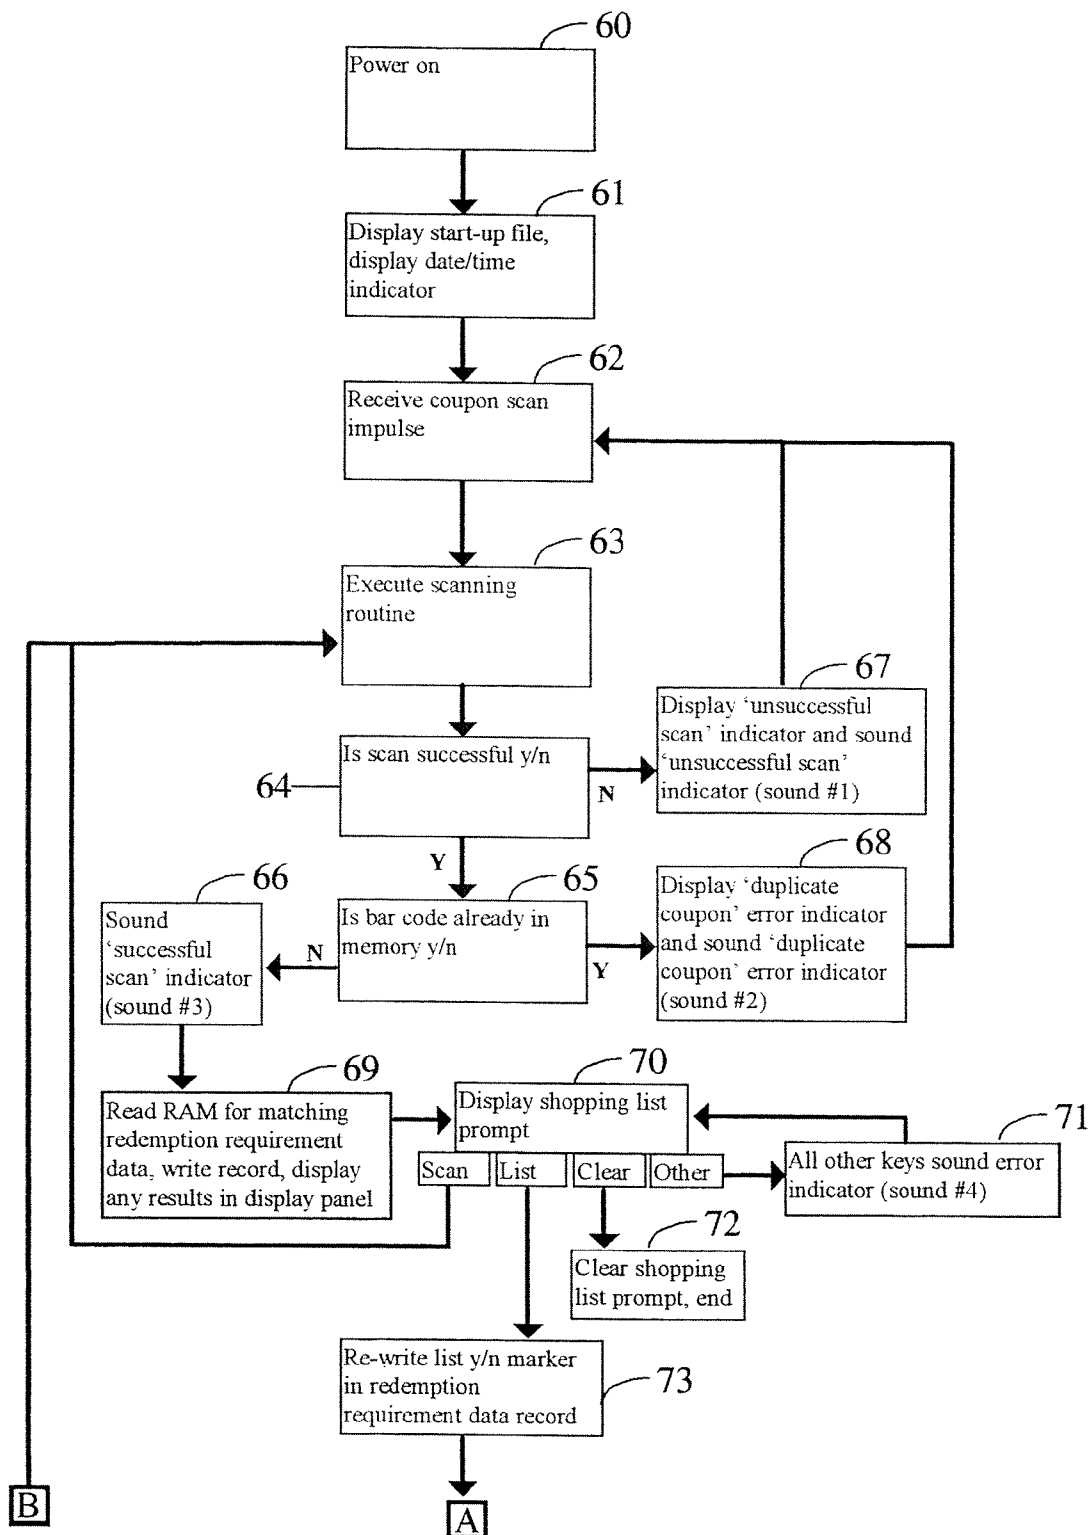 60
Power on
61
Display start-up file,
display date/time
indicator
62
Receive coupon scan
impulse
63
Execute scanning
routine
67
Display ‘unsuccessful
scan’ indicator and sound
‘unsuccessful scan’
indicator (sound #1)
Is scan successful y/n
64
N
Y
68
Display ‘duplicate
coupon’ error indicator
and sound ‘duplicate
coupon’ error indicator
(sound #2)
65
Is bar code already in
memory y/n
N
Y
66
Sound
‘successful
scan’ indicator
(sound #3)
69
Read RAM for matching
redemption requirement
data, write record, display
any results in display panel
70
Display shopping list
prompt
Scan
List
Clear
Other
71
All other keys sound error
indicator (sound #4)
72
Clear shopping
list prompt, end
Re-write list y/n marker
in redemption
requirement data record
73
B
A